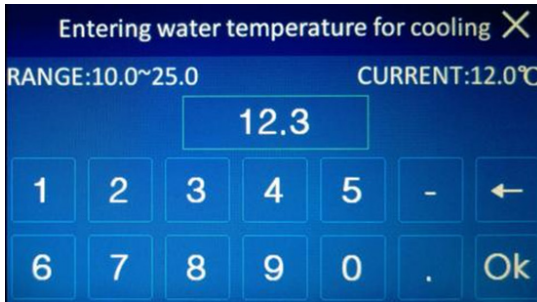 Entering water temperature for cooling ×
RANGE:10.0~25.0 CURRENT:12.0℃
12.3
1 2 3 4 5 - ←
6 7 8 9 0 . Ok